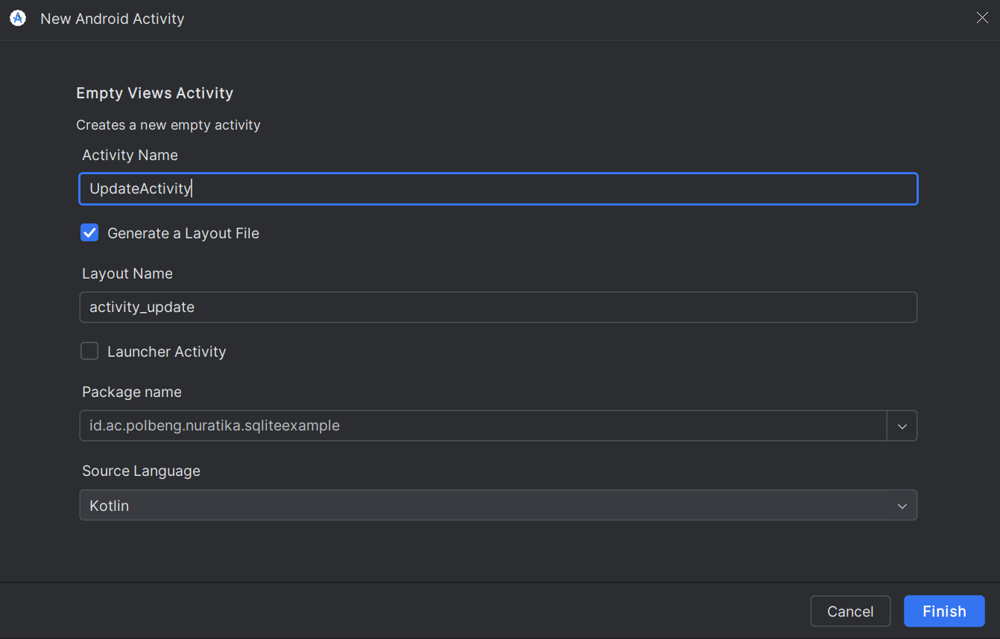 New Android Activity
Empty Views Activity
Creates a new empty activity
Activity Name
UpdateActivity
Generate a Layout File
Layout Name
activity_update
Launcher Activity
Package name
id.ac.polbeng.nuratika.sqliteexample
Source Language
Kotlin
Cancel Finish